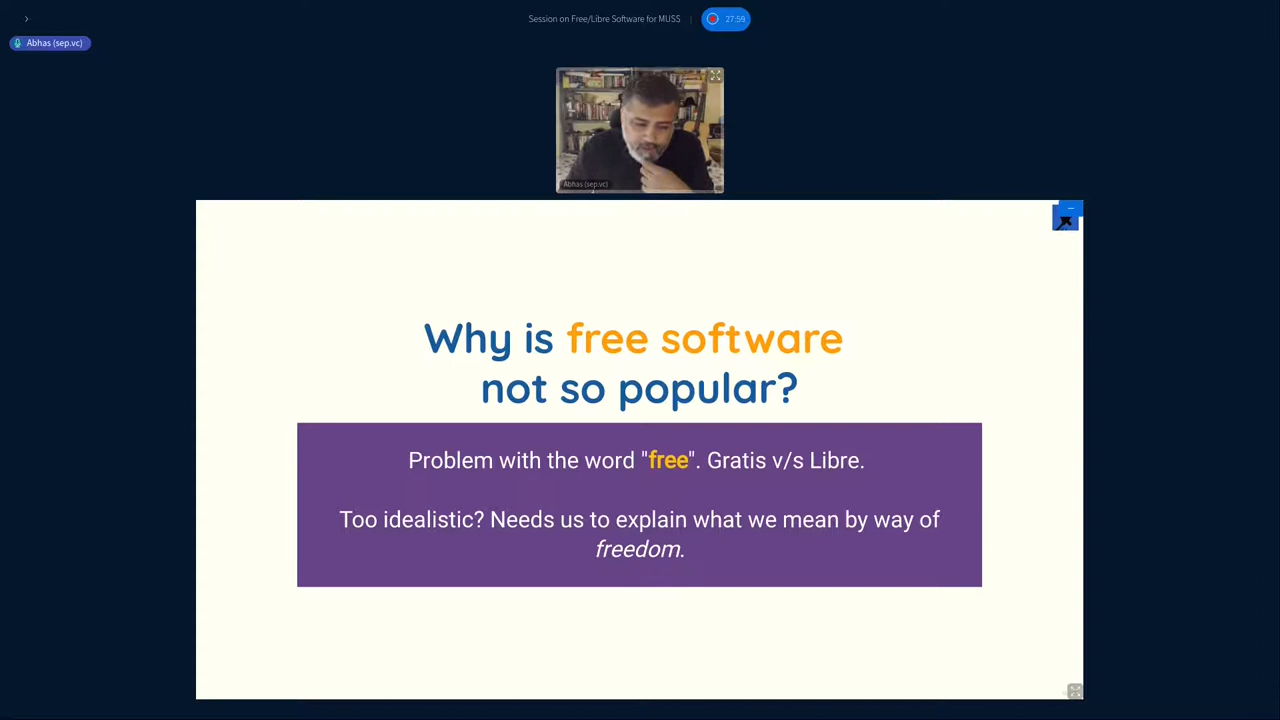 Session on Free/Libre Software for MUSS
27:59
Abhas (sep.vc)
Abhas (sep.vc)
Why is free software
not so popular?
Problem with the word "free". Gratis v/s Libre.
Too idealistic? Needs us to explain what we mean by way of
freedom.